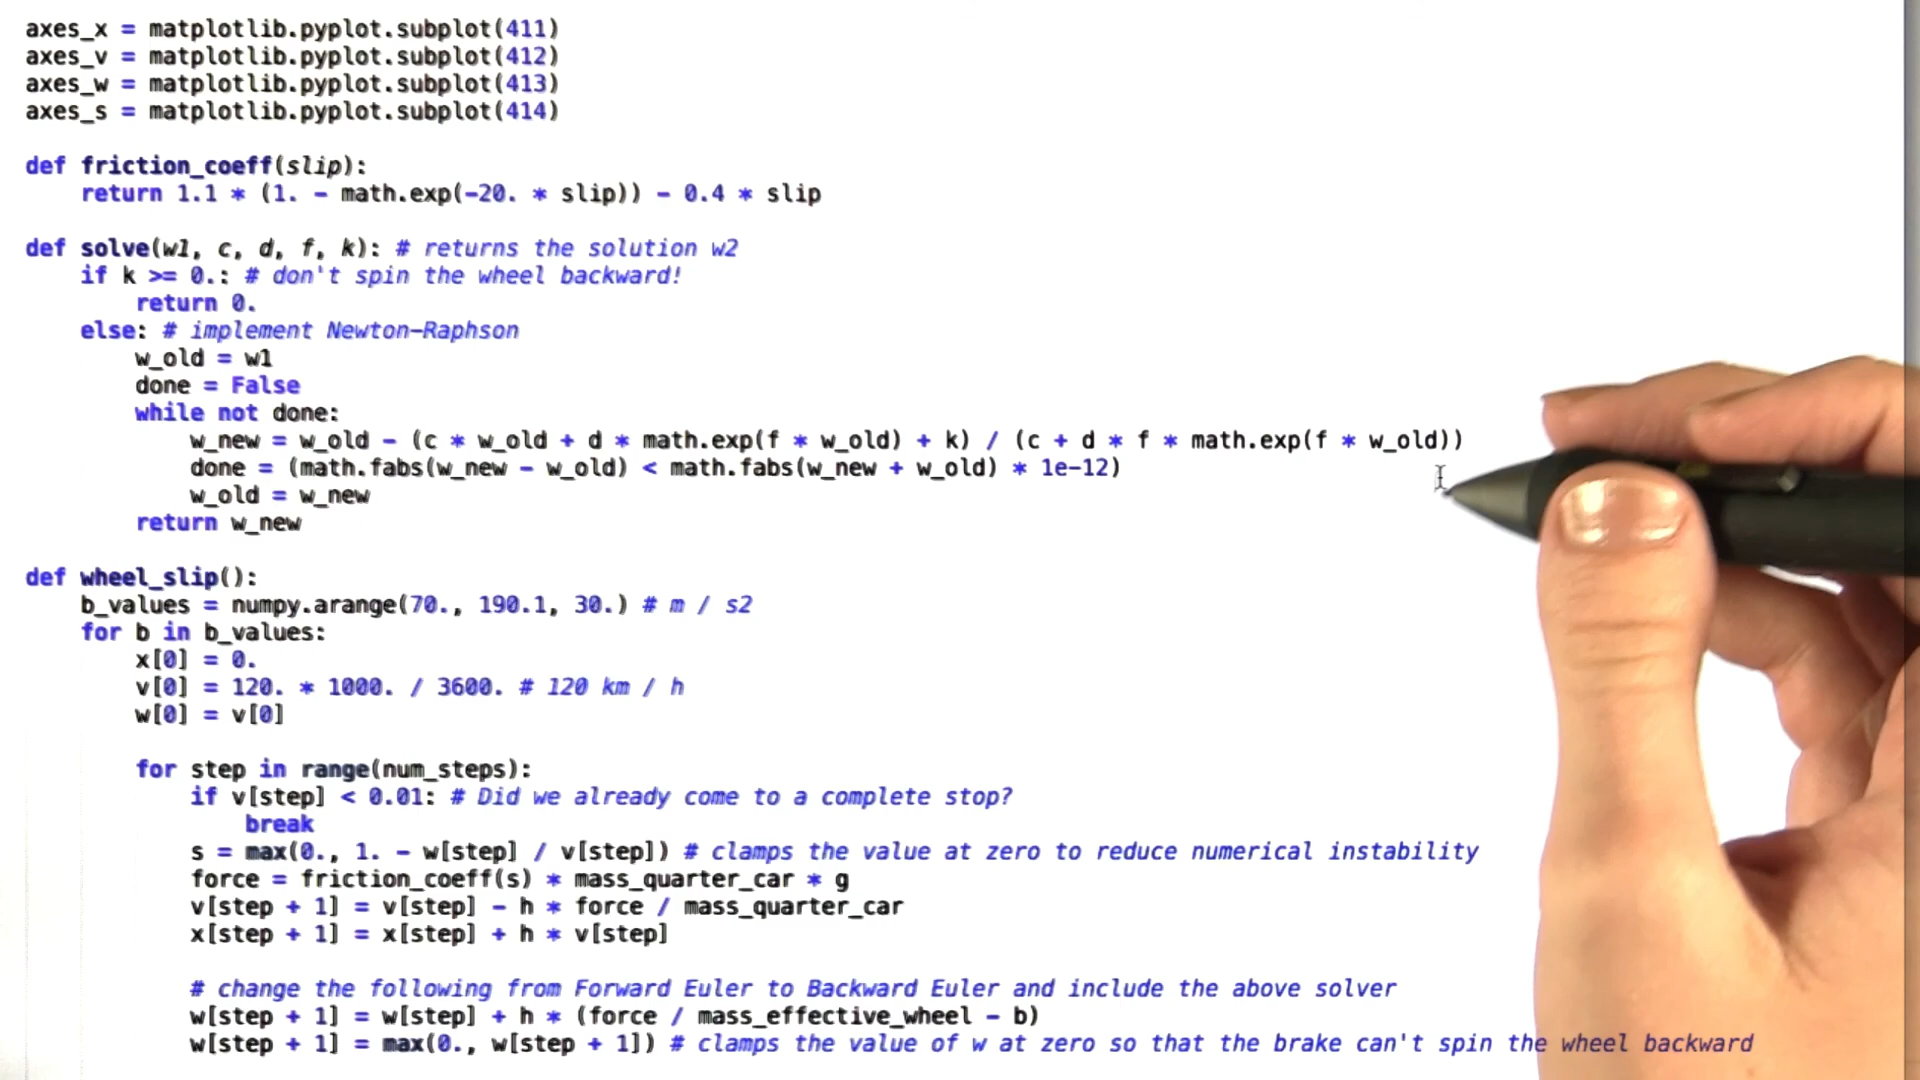 axes_x = matplotlib.pyplot.subplot(411)
axes_v = matplotlib.pyplot.subplot(412)
axes_w = matplotlib.pyplot.subplot(413)
axes_s = matplotlib.pyplot.subplot(414)
def friction_coeff(slip):
return 1.1 * (1. - math.exp(-20. * slip)) - 0.4 * slip
def solve(w1, c, d, f, k): # returns the solution w2
if k >= 0.: # don't spin the wheel backward!
return 0.
else: # implement Newton-Raphson
w_old = w1
done = False
while not done:
w_new = w_old - (c * w_old + d * math.exp(f * w_old) + k) / (c + d * f * math.exp(f * w_old))
done = (math.fabs(w_new - w_old) < math.fabs(w_new + w_old) * 1e-12)
w_old = w_new
return w_new
def wheel_slip():
b_values = numpy.arange(70., 190.1, 30.) # m / s2
for b in b_values:
x[0] = 0.
v[0] = 120. * 1000. / 3600. # 120 km / h
w[0] = v[0]
for step in range(num_steps):
if v[step] < 0.01: # Did we already come to a complete stop?
break
s = max(0., 1. - w[step] / v[step]) # clamps the value at zero to reduce numerical instability
force = friction_coeff(s) * mass_quarter_car * g
v[step + 1] = v[step] - h * force / mass_quarter_car
x[step + 1] = x[step] + h * v[step]
# change the following from Forward Euler to Backward Euler and include the above solver
w[step + 1] = w[step] + h * (force / mass_effective_wheel - b)
w[step + 1] = max(0., w[step + 1]) # clamps the value of w at zero so that the brake can't spin the wheel backward